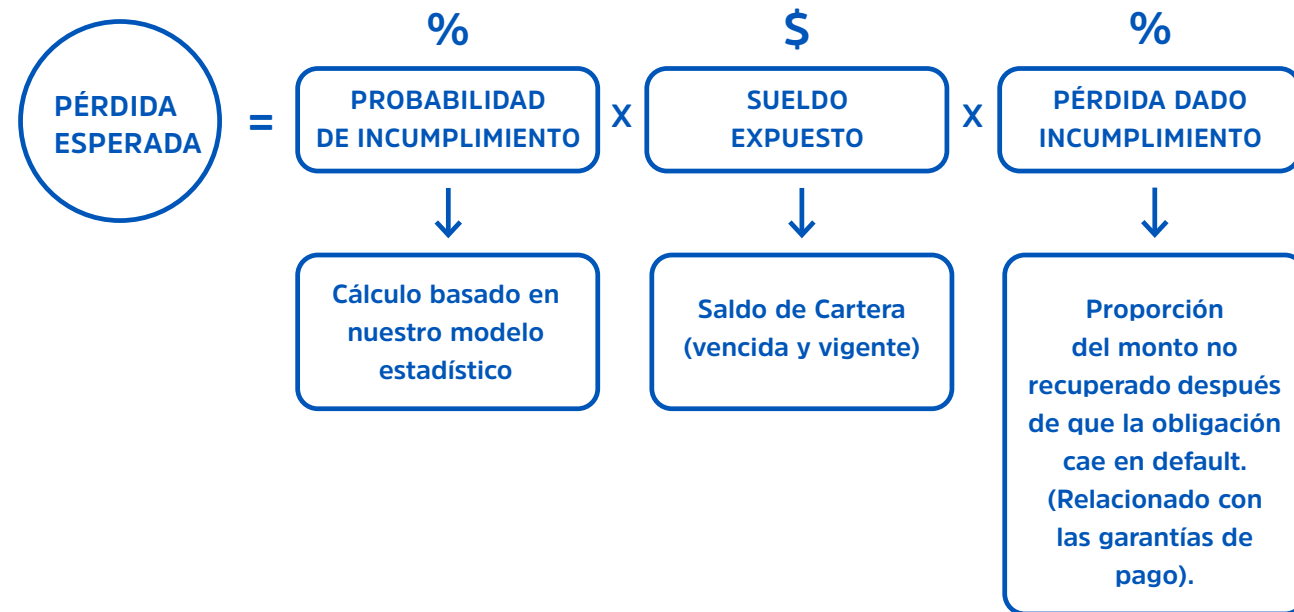 % $ %
PÉRDIDA
ESPERADA
=
PROBABILIDAD
DE INCUMPLIMIENTO
X
SUELDO
EXPUESTO
X
PÉRDIDA DADO
INCUMPLIMIENTO
Cálculo basado en
nuestro modelo
estadístico
Saldo de Cartera
(vencida y vigente)
Proporción
del monto no
recuperado después
de que la obligación
cae en default.
(Relacionado con
las garantías de
pago).